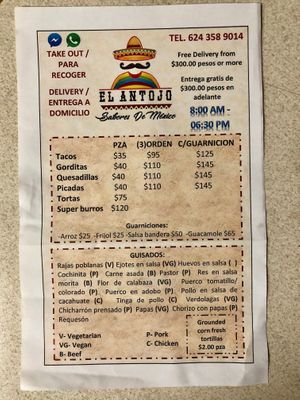 TEL. 624 358 9014
TAKE OUT /
PARA
RECOGER
DELIVERY /
ENTREGA A
DOMICILIO
EL ANTOJO
Sabores De México
Free Delivery from
$300.00 pesos or more
Entrega gratis de
$300.00 pesos en
adelante
8:00 AM -
06:30 PM
PZA (3)ORDEN C/GUARNICION
Tacos $35 $95 $125
Gorditas $40 $110 $145
Quesadillas $40 $110 $145
Picadas $40 $110 $145
Tortas $75
Super burros $120
Guarniciones:
-Arroz $25 -Frijol $25 -Salsa bandera $50 -Guacamole $65
GUISADOS:
Rajas poblanas (V) Ejotes en salsa (VG) Huevos en salsa ( )
Cochinita (P) Carne asada (B) Pastor (P) Res en salsa
morita (B) Flor de calabaza (VG) Puerco tomatillo/
colorado (P). Puerco en adobo (P) Pollo en salsa de
cacahuate (C) Tinga de pollo (C) Verdolagas (VG)
Chicharrón prensado (P) Papas (VG) Chorizo con papas (P)
Requesón
V- Vegetarian
VG- Vegan
B- Beef
P- Pork
C- Chicken
Grounded
corn fresh
tortillas
$2.00 pza